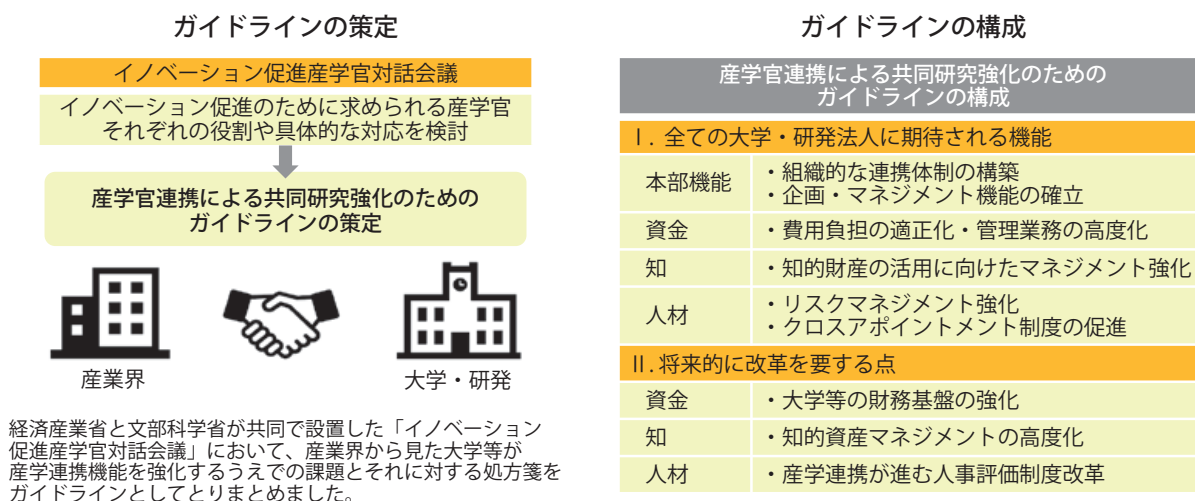 ガイドラインの策定
イノベーション促進産学官対話会議
イノベーション促進のために求められる産学官
それぞれの役割や具体的な対応を検討
産学官連携による共同研究強化のための
ガイドラインの策定
産業界
大学・研発
経済産業省と文部科学省が共同で設置した「イノベーション
促進産学官対話会議」において、産業界から見た大学等が
産学連携機能を強化するうえでの課題とそれに対する処方箋を
ガイドラインとしてとりまとめました。
ガイドラインの構成
産学官連携による共同研究強化のための
ガイドラインの構成
Ⅰ. 全ての大学・研発法人に期待される機能
本部機能
・組織的な連携体制の構築
・企画・マネジメント機能の確立
資金
・費用負担の適正化・管理業務の高度化
知
・知的財産の活用に向けたマネジメント強化
人材
・リスクマネジメント強化
・クロスアポイントメント制度の促進
Ⅱ. 将来的に改革を要する点
資金
・大学等の財務基盤の強化
知
・知的資産マネジメントの高度化
人材
・産学連携が進む人事評価制度改革